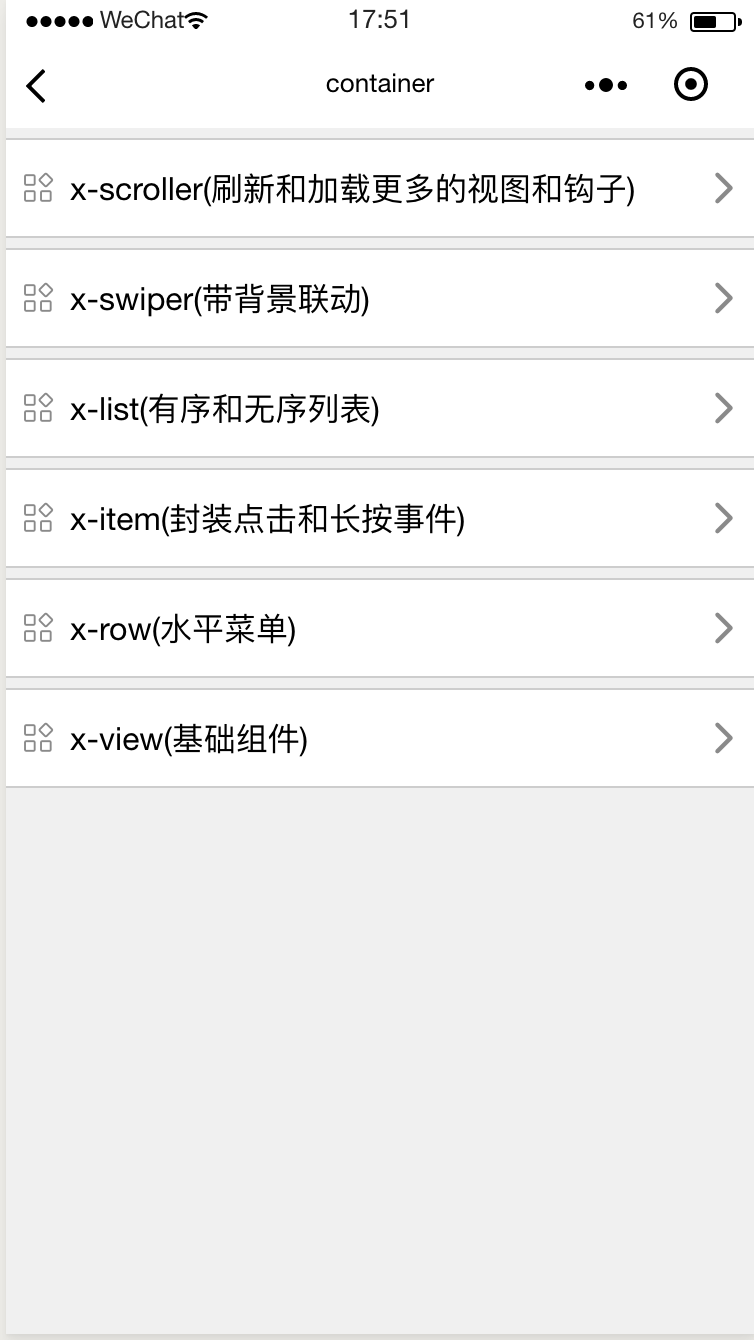 WeChat 17:51 61%
container
x-scroller(刷新和加载更多的视图和钩子)
x-swiper(带背景联动)
x-list(有序和无序列表)
x-item(封装点击和长按事件)
x-row(水平菜单)
x-view(基础组件)